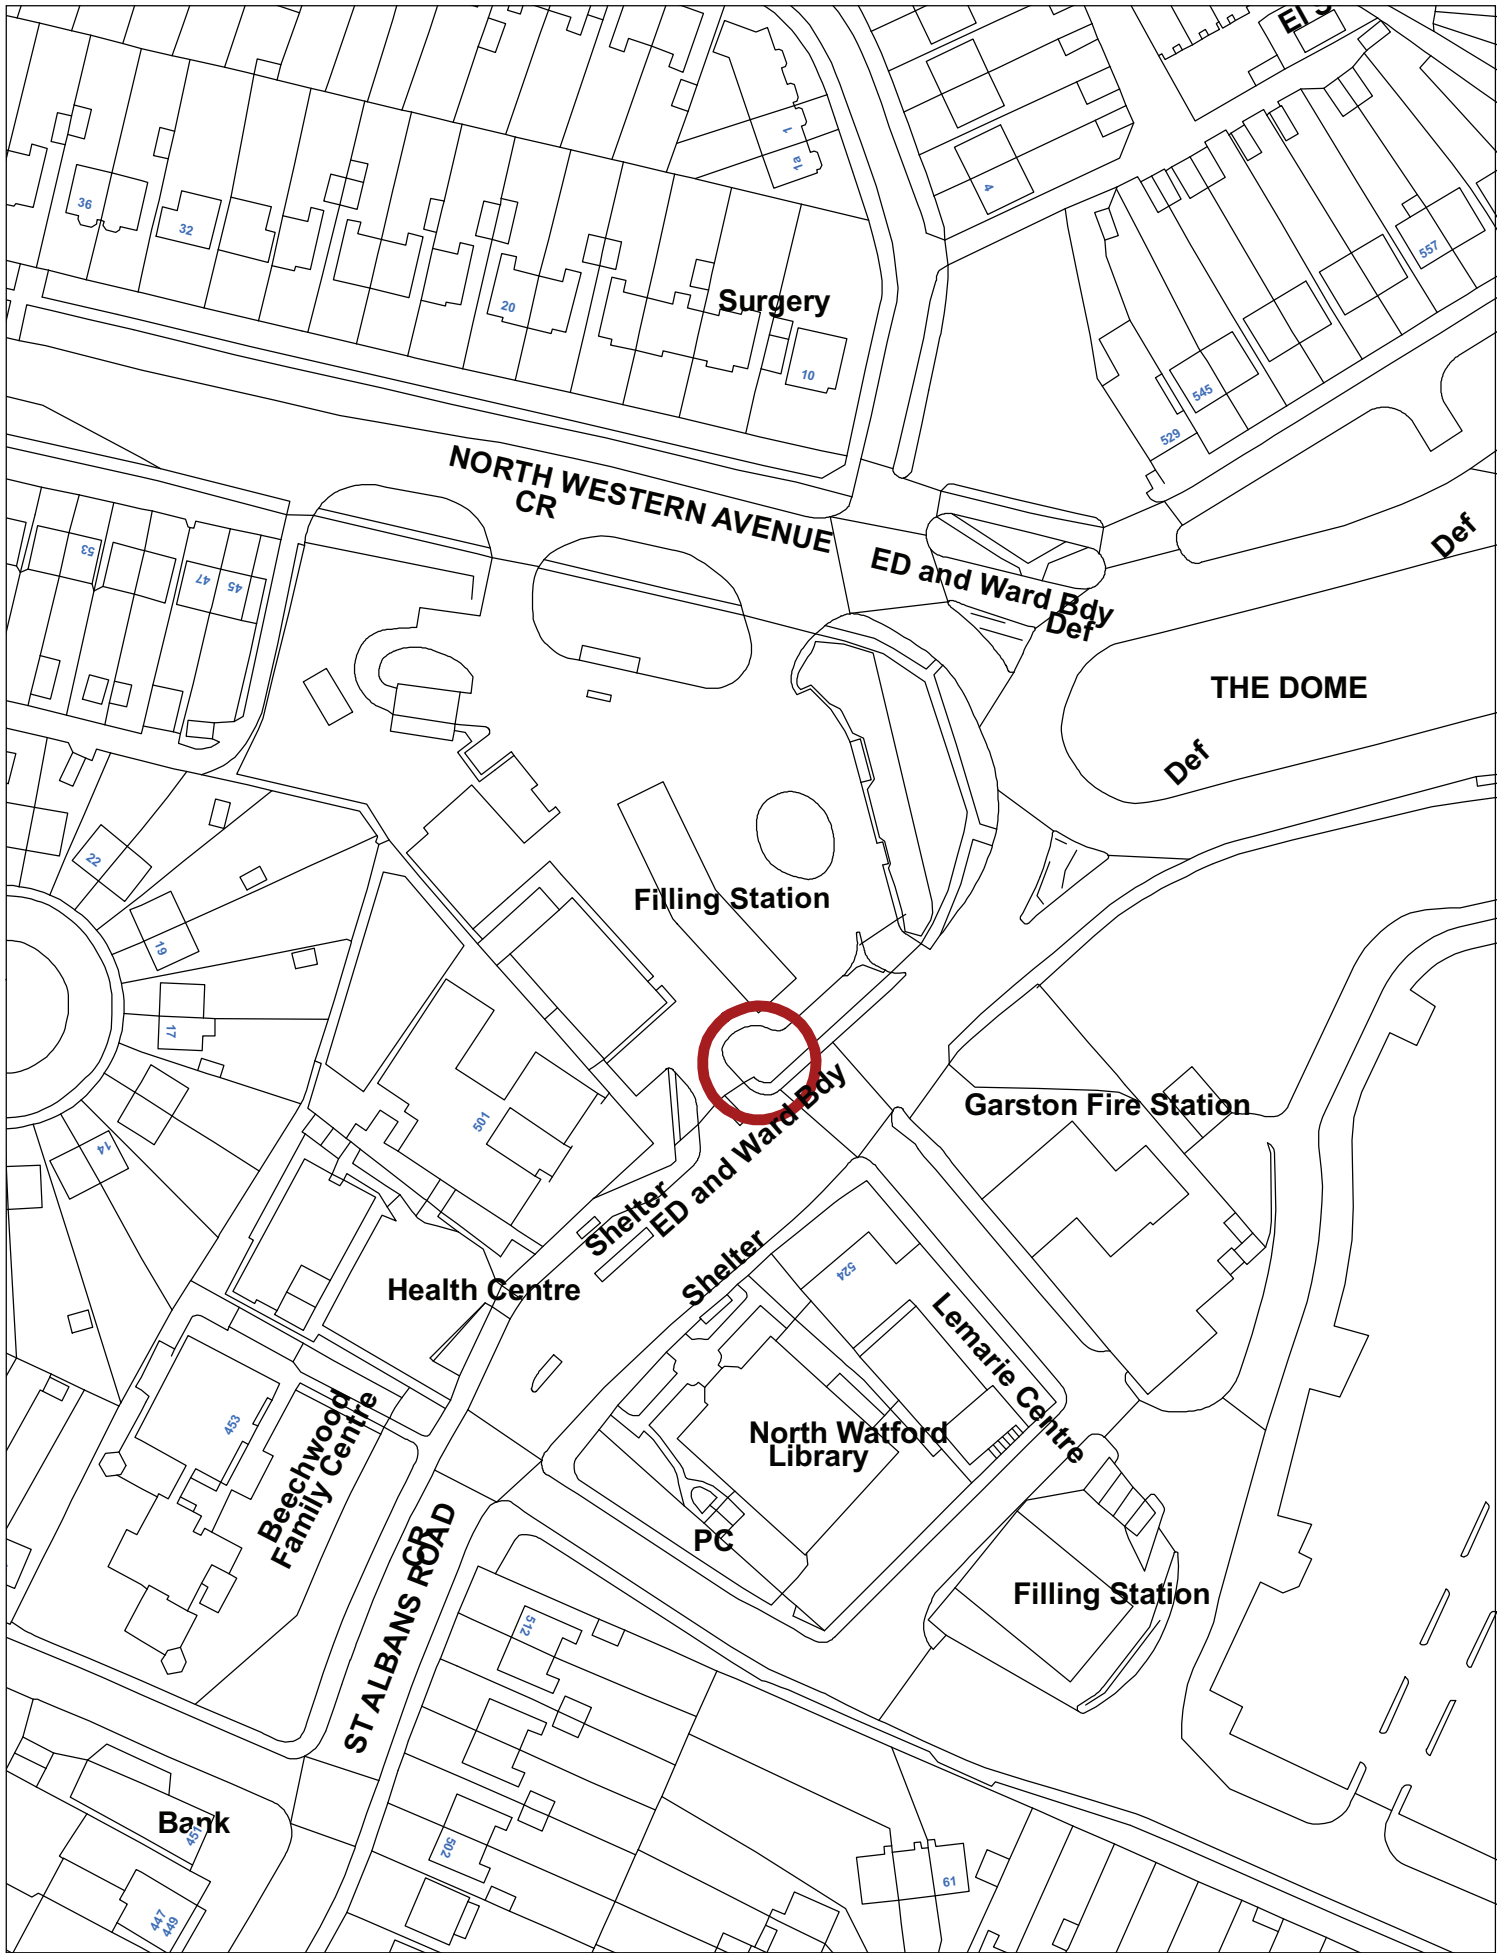 1
1a
4
36
32
20
Surgery
10
557
545
529
NORTH WESTERN AVENUE
CR
ED and Ward Bdy
Def
Def
THE DOME
Def
53
47
45
22
19
17
14
Filling Station
501
Garston Fire Station
ED and Ward Bdy
Shelter
Shelter
524
Health Centre
Lemarie Centre
North Watford
Library
PC
453
Beechwood
Family Centre
CR
ST ALBANS ROAD
Filling Station
512
502
Bank
451
447
449
61